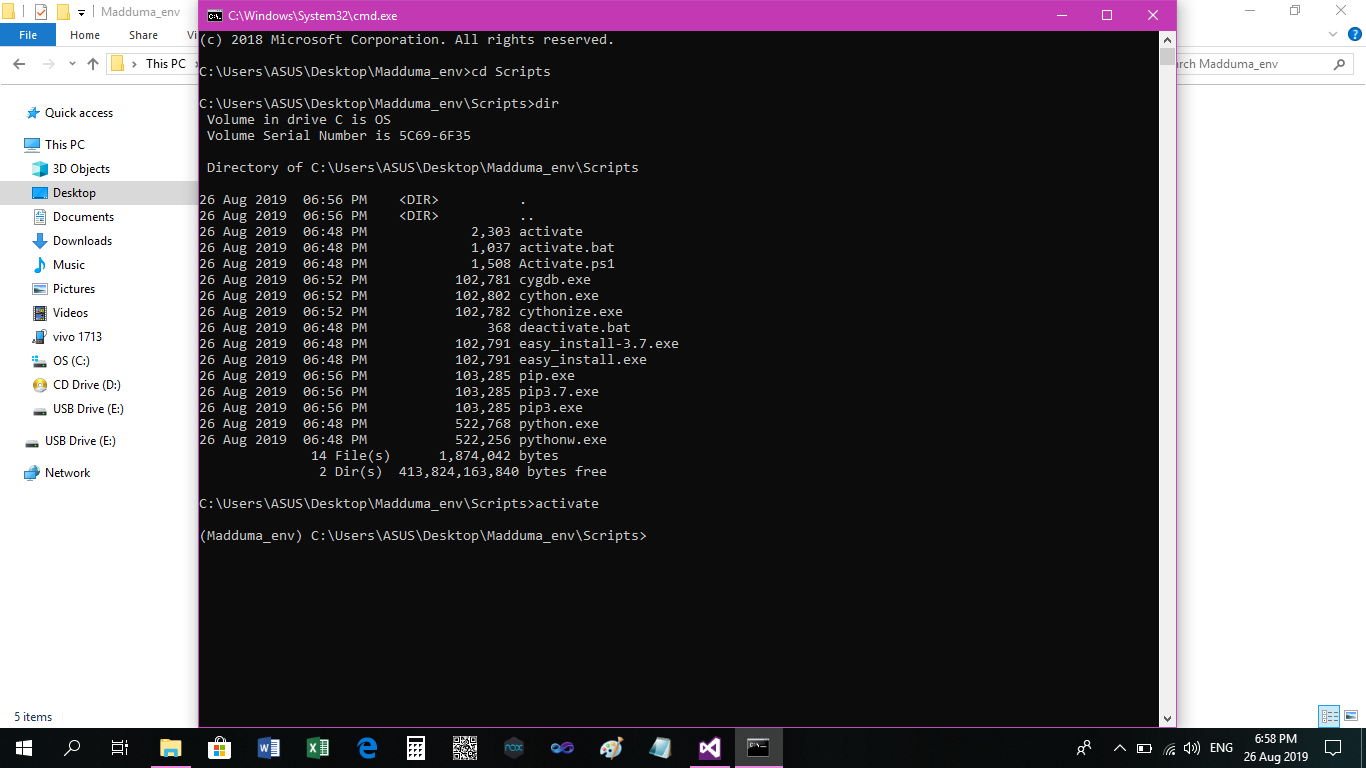 Madduma_env
C:\Windows\System32\cmd.exe
File
Home
Share
Vi
This PC
rch Madduma_env
Quick access
This PC
3D Objects
Desktop
Documents
Downloads
Music
Pictures
Videos
vivo 1713
OS (C:)
CD Drive (D:)
USB Drive (E:)
USB Drive (E:)
Network
5 items
(c) 2018 Microsoft Corporation. All rights reserved.
C:\Users\ASUS\Desktop\Madduma_env>cd Scripts
C:\Users\ASUS\Desktop\Madduma_env\Scripts>dir
Volume in drive C is OS
Volume Serial Number is 5C69-6F35
Directory of C:\Users\ASUS\Desktop\Madduma_env\Scripts
26 Aug 2019  06:56 PM    <DIR>          .
26 Aug 2019  06:56 PM    <DIR>          ..
26 Aug 2019  06:48 PM             2,303 activate
26 Aug 2019  06:48 PM             1,037 activate.bat
26 Aug 2019  06:48 PM             1,508 Activate.ps1
26 Aug 2019  06:52 PM           102,781 cygdb.exe
26 Aug 2019  06:52 PM           102,802 cython.exe
26 Aug 2019  06:52 PM           102,782 cythonize.exe
26 Aug 2019  06:48 PM               368 deactivate.bat
26 Aug 2019  06:48 PM           102,791 easy_install-3.7.exe
26 Aug 2019  06:48 PM           102,791 easy_install.exe
26 Aug 2019  06:56 PM           103,285 pip.exe
26 Aug 2019  06:56 PM           103,285 pip3.7.exe
26 Aug 2019  06:56 PM           103,285 pip3.exe
26 Aug 2019  06:48 PM           522,768 python.exe
26 Aug 2019  06:48 PM           522,256 pythonw.exe
14 File(s)      1,874,042 bytes
2 Dir(s)  413,824,163,840 bytes free
C:\Users\ASUS\Desktop\Madduma_env\Scripts>activate
(Madduma_env) C:\Users\ASUS\Desktop\Madduma_env\Scripts>
nox
ENG
6:58 PM
26 Aug 2019